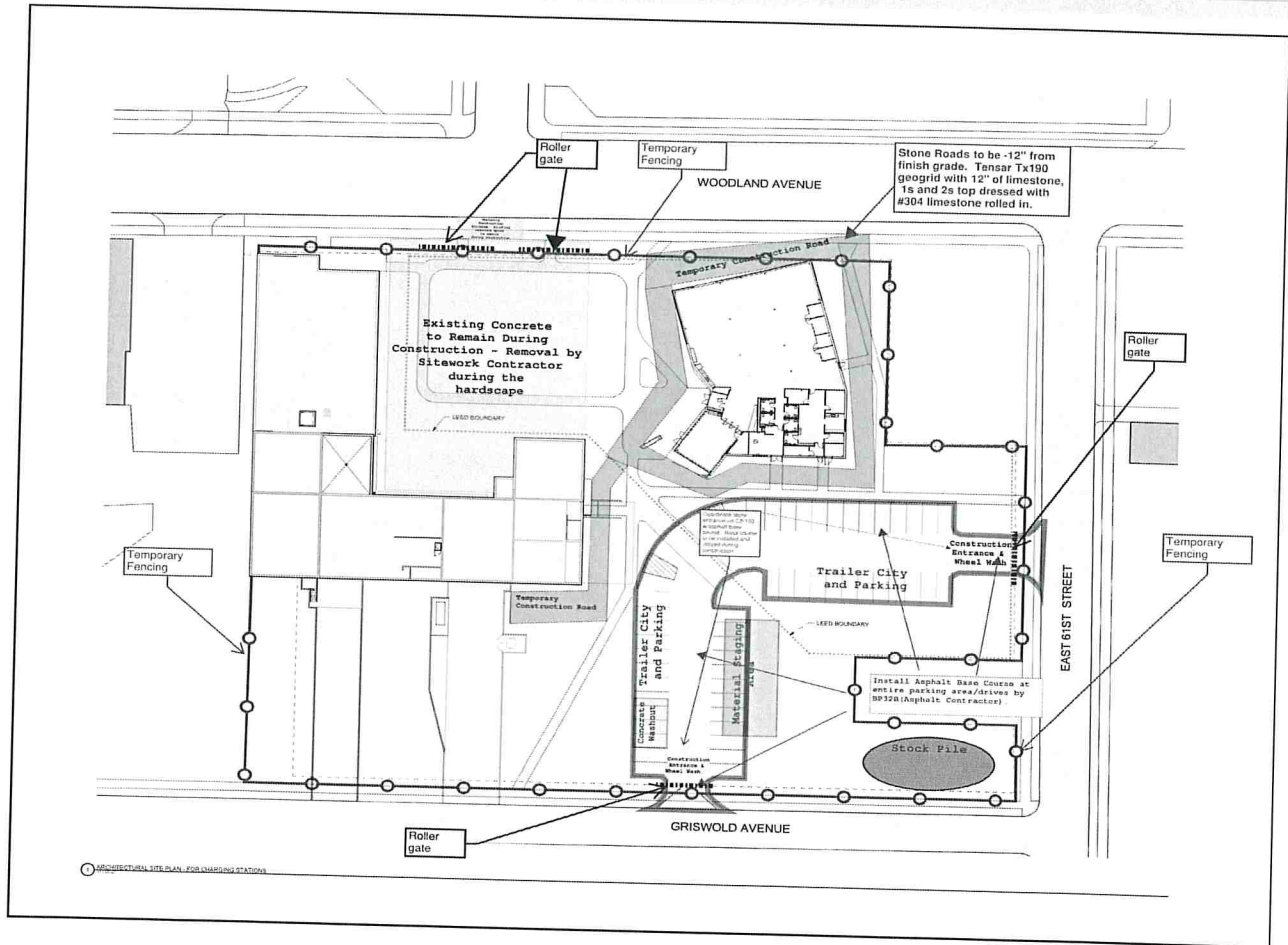 Roller
gate
Temporary
Fencing
WOODLAND AVENUE
Stone Roads to be -12" from
finish grade. Tensar Tx190
geogrid with 12" of limestone,
1s and 2s top dressed with
#304 limestone rolled in.
Temporary Construction Road
Existing Concrete
to Remain During
Construction - Removal by
Sitework Contractor
during the
hardscape
LEED BOUNDARY
Roller
gate
Construction
Entrance &
Wheel Wash
Trailer City
and Parking
Temporary
Fencing
Temporary
Fencing
EAST 61ST STREET
Temporary
Construction Road
Trailer City
and Parking
Material Staging
Area
LEED BOUNDARY
Install Asphalt Base Course at
entire parking area/drives by
BP32B(Asphalt Contractor).
Concrete
Washout
Stock Pile
Construction
Entrance &
Wheel Wash
GRISWOLD AVENUE
Roller
gate
1 ARCHITECTURAL SITE PLAN - FOR CHARGING STATIONS